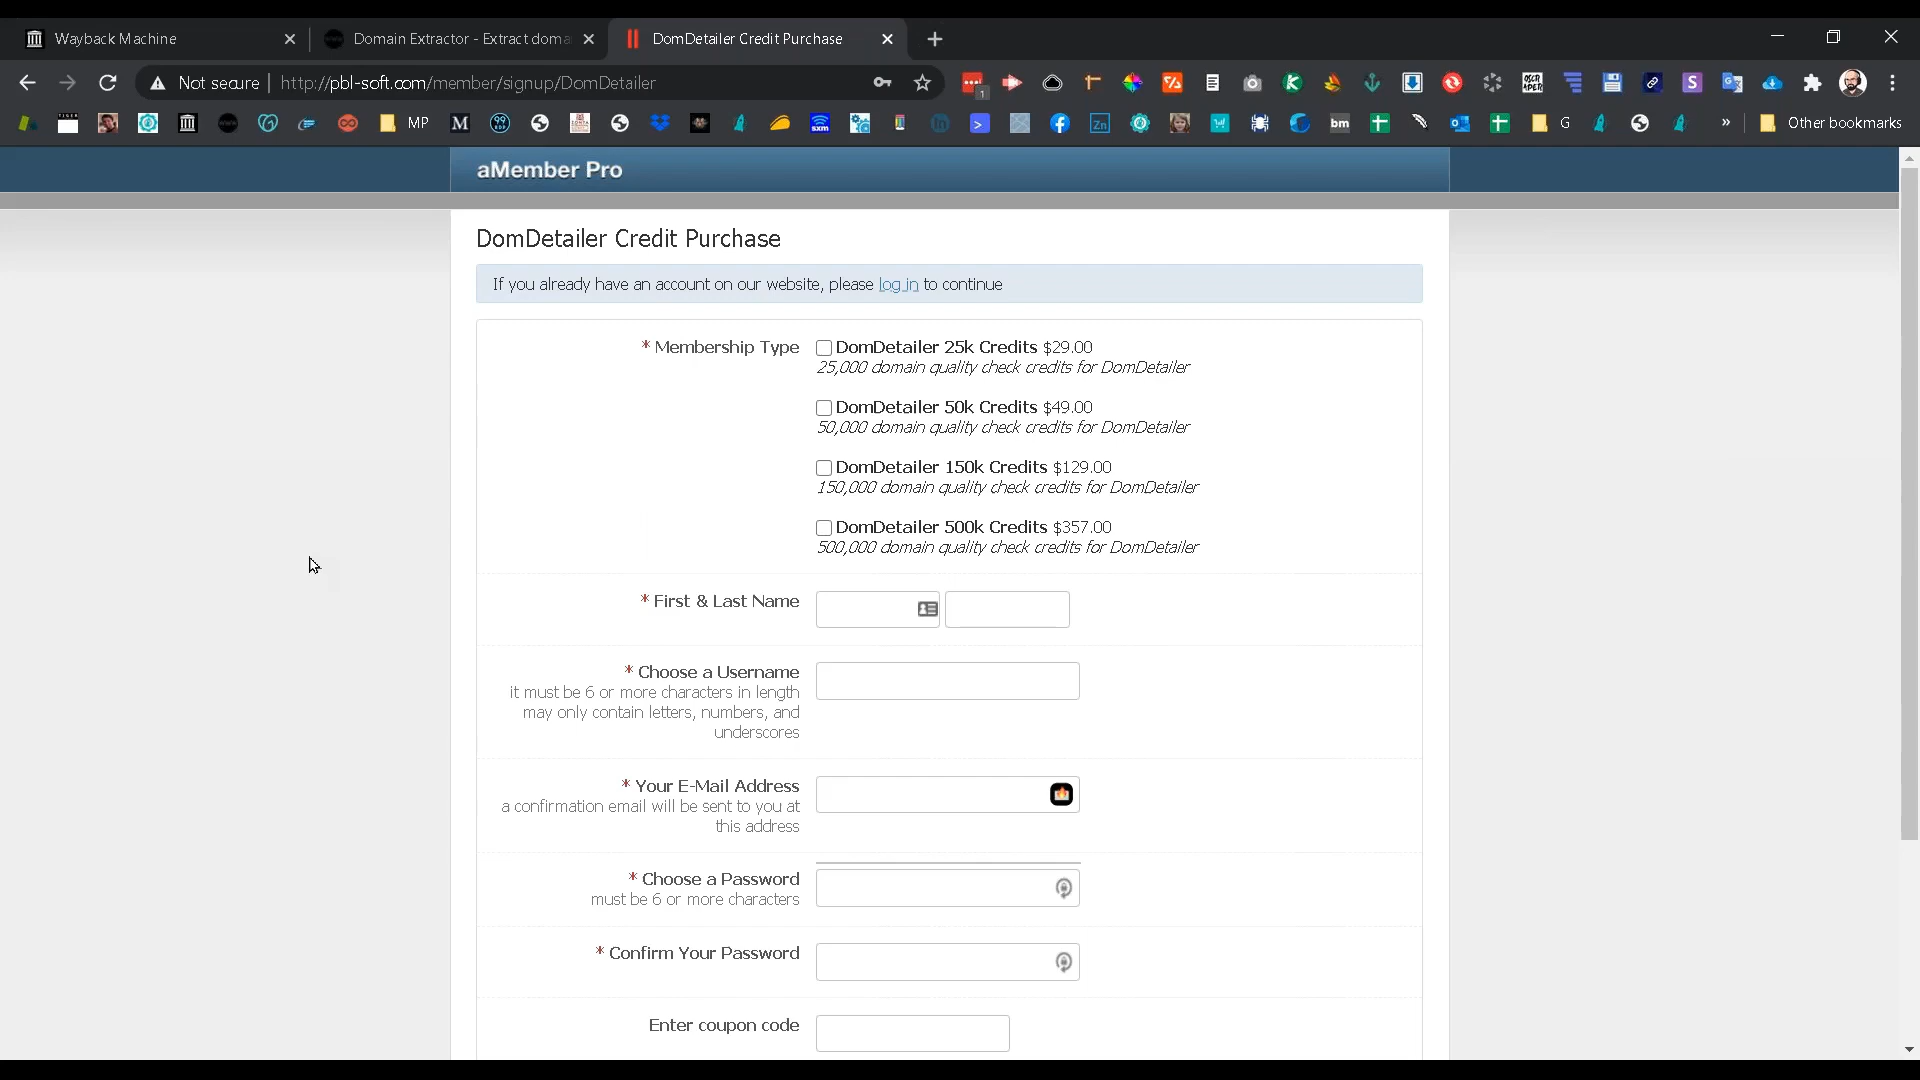 Wayback Machine
Domain Extractor - Extract doma
DomDetailer Credit Purchase
Not secure
http://pbl-soft.com/member/signup/DomDetailer
1
MP
sxm
Zn
bm
G
»
Other bookmarks
aMember Pro
DomDetailer Credit Purchase
If you already have an account on our website, please log in to continue
* Membership Type
DomDetailer 25k Credits $29.00
25,000 domain quality check credits for DomDetailer
DomDetailer 50k Credits $49.00
50,000 domain quality check credits for DomDetailer
DomDetailer 150k Credits $129.00
150,000 domain quality check credits for DomDetailer
DomDetailer 500k Credits $357.00
500,000 domain quality check credits for DomDetailer
* First & Last Name
* Choose a Username
it must be 6 or more characters in length
may only contain letters, numbers, and
underscores
* Your E-Mail Address
a confirmation email will be sent to you at
this address
* Choose a Password
must be 6 or more characters
* Confirm Your Password
Enter coupon code